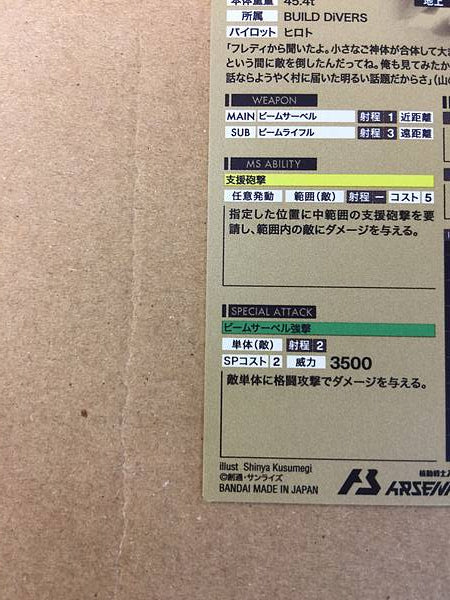 本体重量 45.4t
地上
所属 BUILD DiVERS
パイロット ヒロト
「フレディから聞いたよ。小さなご神体が合体して大
という間に敵を倒したんだってね。俺も見てみたか
話ならようやく村に届いた明るい話題だからさ」（山の
WEAPON
MAIN ビームサーベル 射程 1 近距離
SUB ビームライフル 射程 3 遠距離
MS ABILITY
支援砲撃
任意発動 範囲（敵） 射程 ー コスト 5
指定した位置に中範囲の支援砲撃を要
請し、範囲内の敵にダメージを与える。
SPECIAL ATTACK
ビームサーベル強撃
単体（敵） 射程 2
SPコスト 2 威力 3500
敵単体に格闘攻撃でダメージを与える。
illust Shinya Kusumegi
©創通・サンライズ
BANDAI MADE IN JAPAN
機動戦士
ARSENA